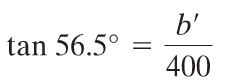 tan 56.5° = b′/400